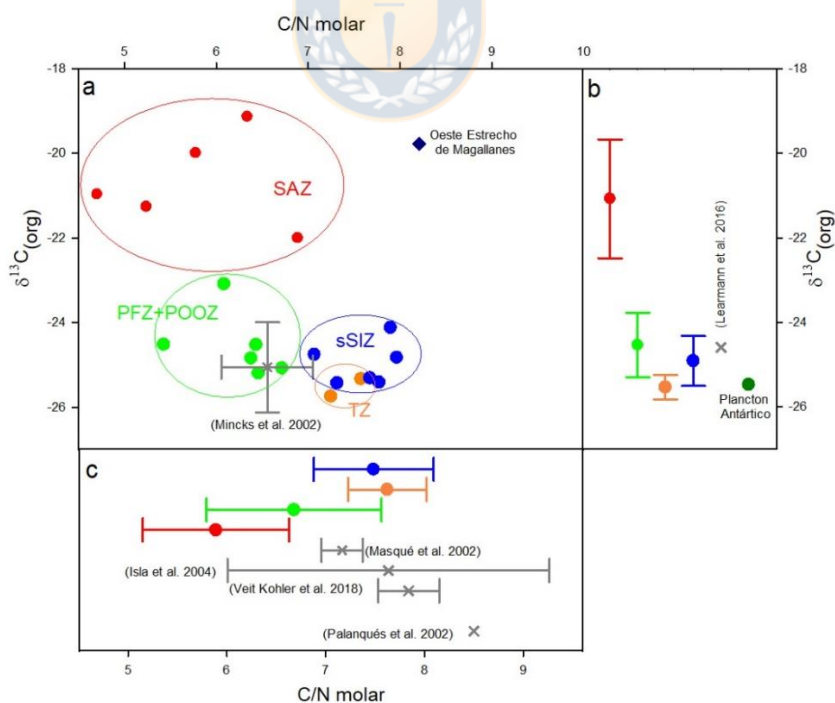 C/N molar
5 6 7 8 9 10
-18 -18
a b
-20 -20
-22 -22
-24 -24
-26 -26
δ¹³C(org)
δ¹³C(org)
SAZ
Oeste Estrecho
de Magallanes
PFZ+POOZ
sSIZ
TZ
(Mincks et al. 2002)
(Learmann et al. 2016)
Plancton
Antártico
c
(Masqué et al. 2002)
(Isla et al. 2004)
(Veit Kohler et al. 2018)
(Palanqués et al. 2002)
5 6 7 8 9
C/N molar